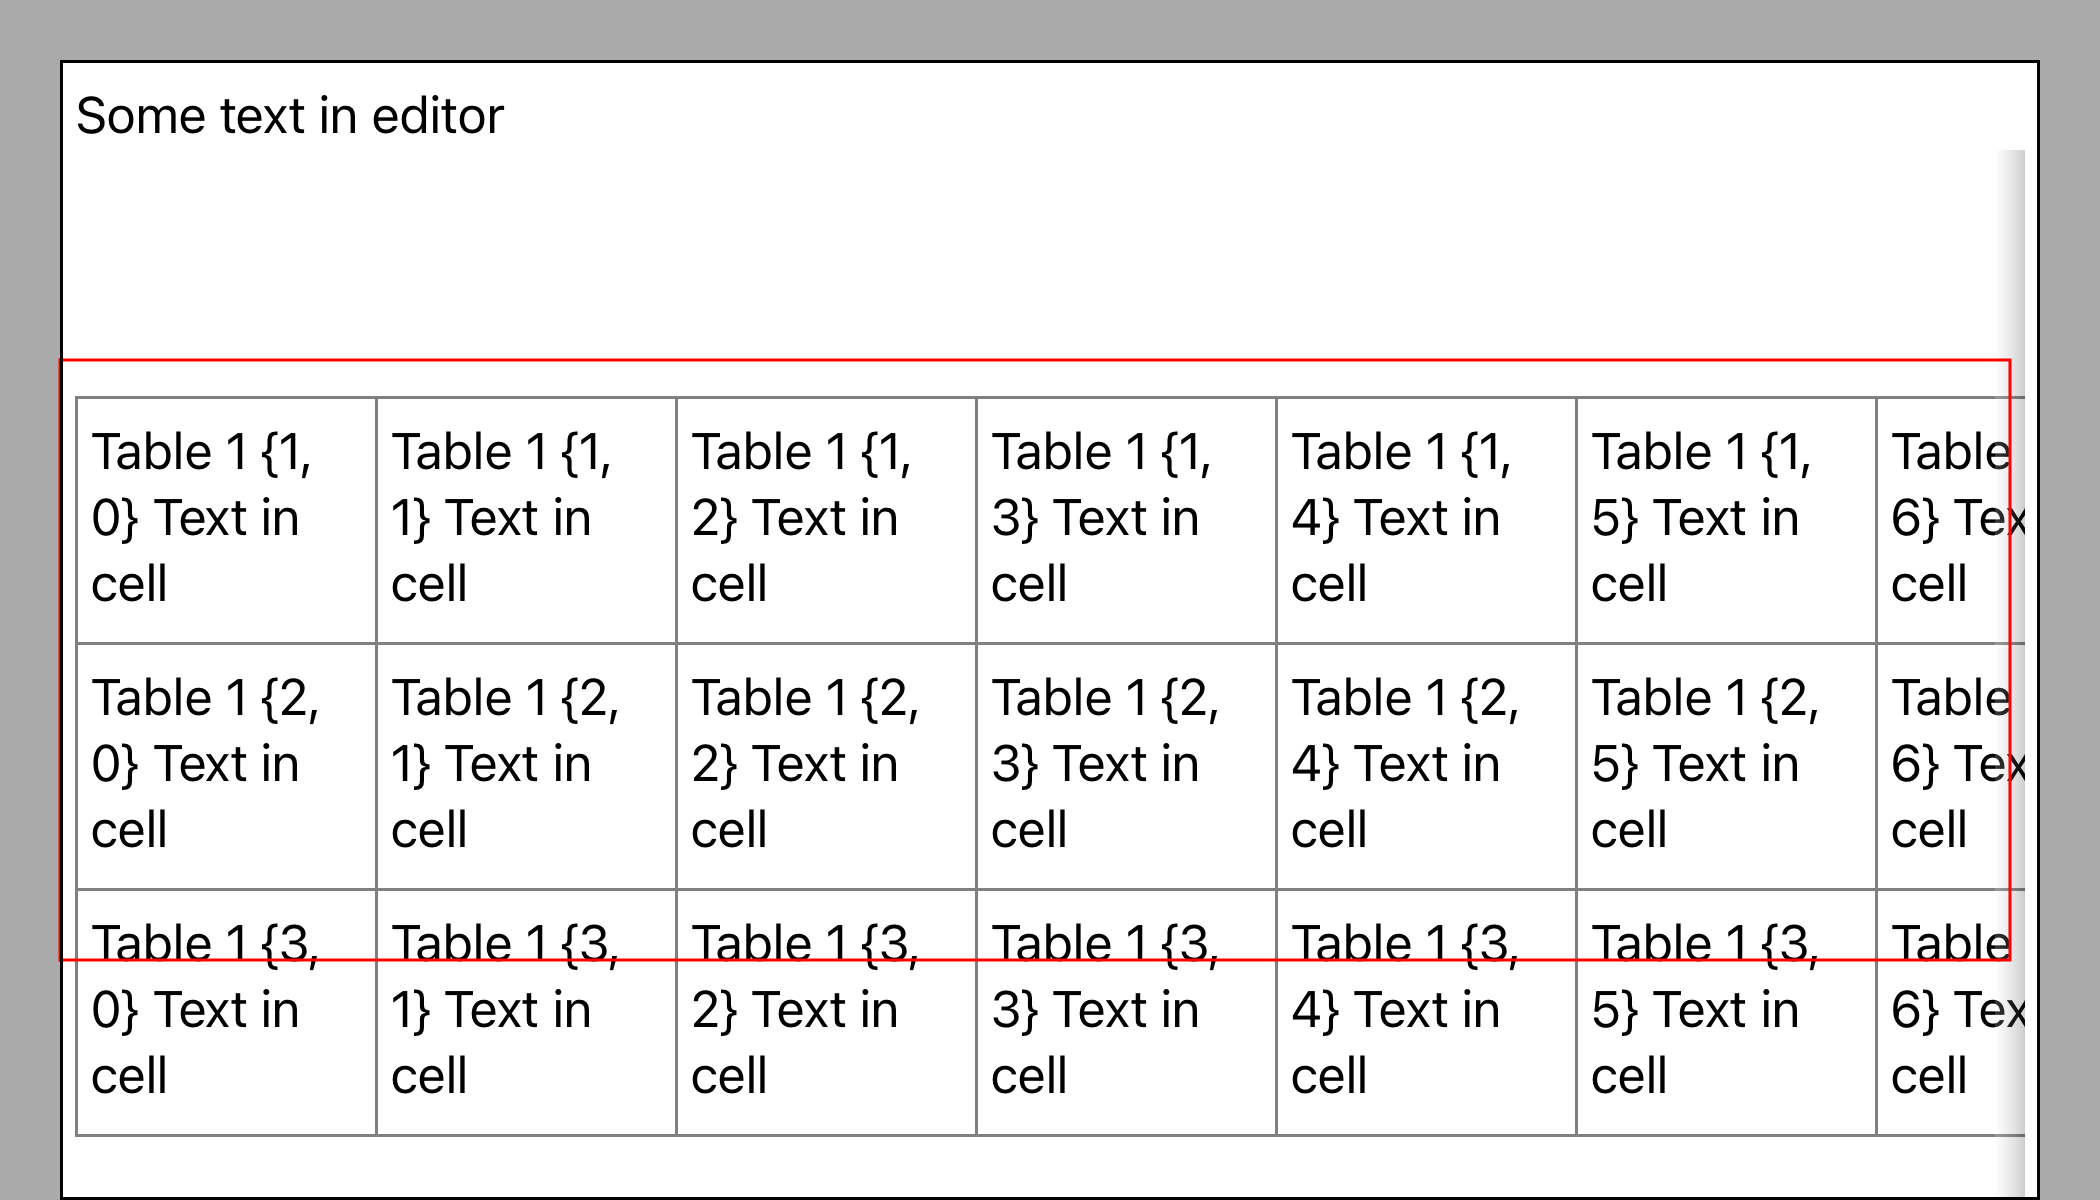 Some text in editor
Table 1 {1, Table 1 {1, Table 1 {1, Table 1 {1, Table 1 {1, Table 1 {1, Table
0} Text in 1} Text in 2} Text in 3} Text in 4} Text in 5} Text in 6} Tex
cell cell cell cell cell cell cell
Table 1 {2, Table 1 {2, Table 1 {2, Table 1 {2, Table 1 {2, Table 1 {2, Table
0} Text in 1} Text in 2} Text in 3} Text in 4} Text in 5} Text in 6} Tex
cell cell cell cell cell cell cell
Table 1 {3, Table 1 {3, Table 1 {3, Table 1 {3, Table 1 {3, Table 1 {3, Table
0} Text in 1} Text in 2} Text in 3} Text in 4} Text in 5} Text in 6} Tex
cell cell cell cell cell cell cell